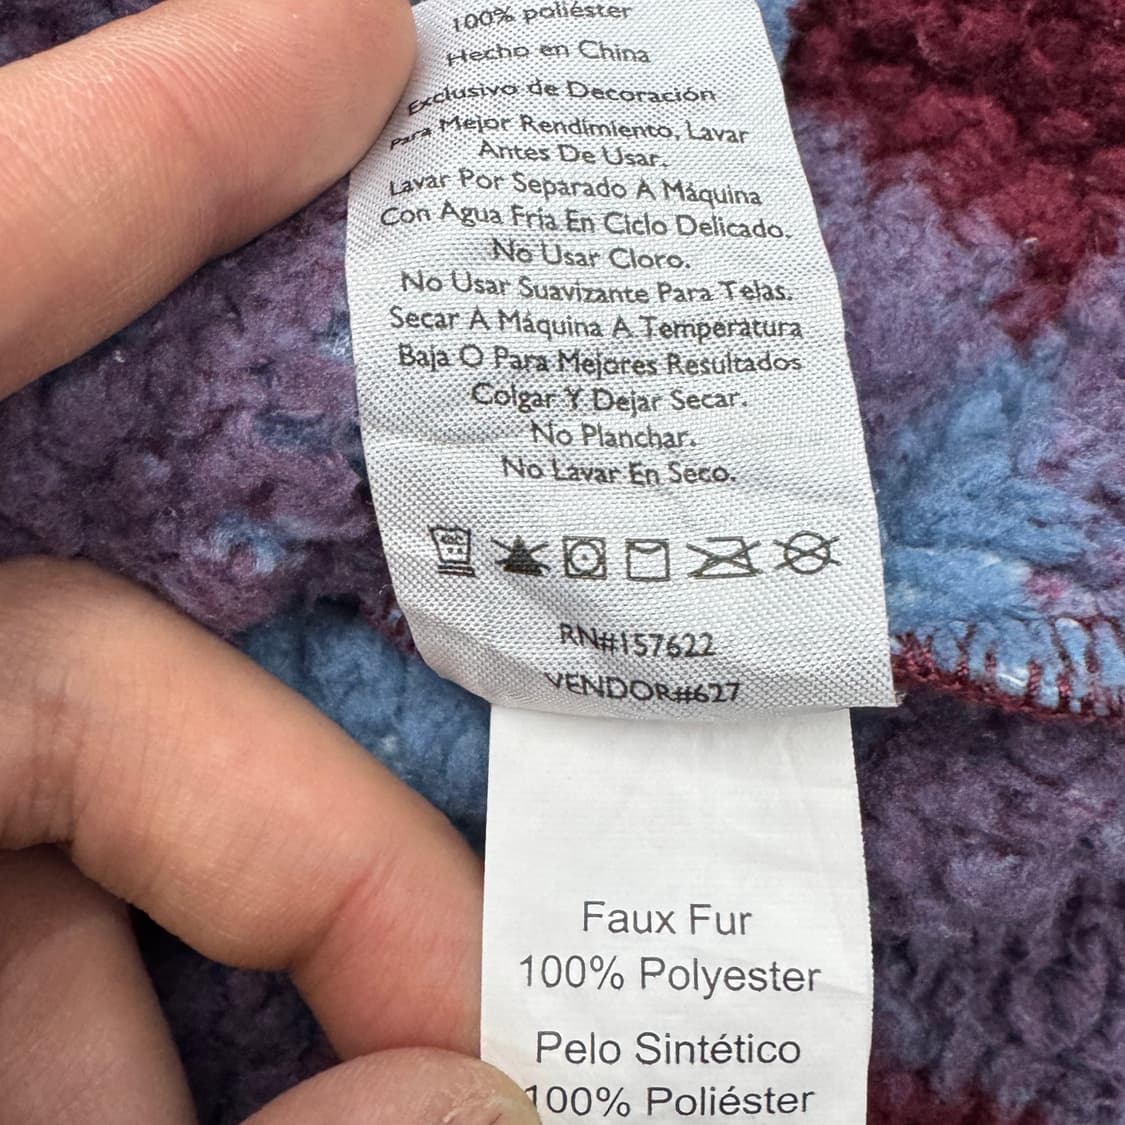 100% poliéster
Hecho en China
Exclusivo de Decoración
Para Mejor Rendimiento, Lavar
Antes De Usar.
Lavar Por Separado A Máquina
Con Agua Fría En Ciclo Delicado.
No Usar Cloro.
No Usar Suavizante Para Telas.
Secar A Máquina A Temperatura
Baja O Para Mejores Resultados
Colgar Y Dejar Secar.
No Planchar.
No Lavar En Seco.
RN#157622
VENDOR#627
Faux Fur
100% Polyester
Pelo Sintético
100% Poliéster